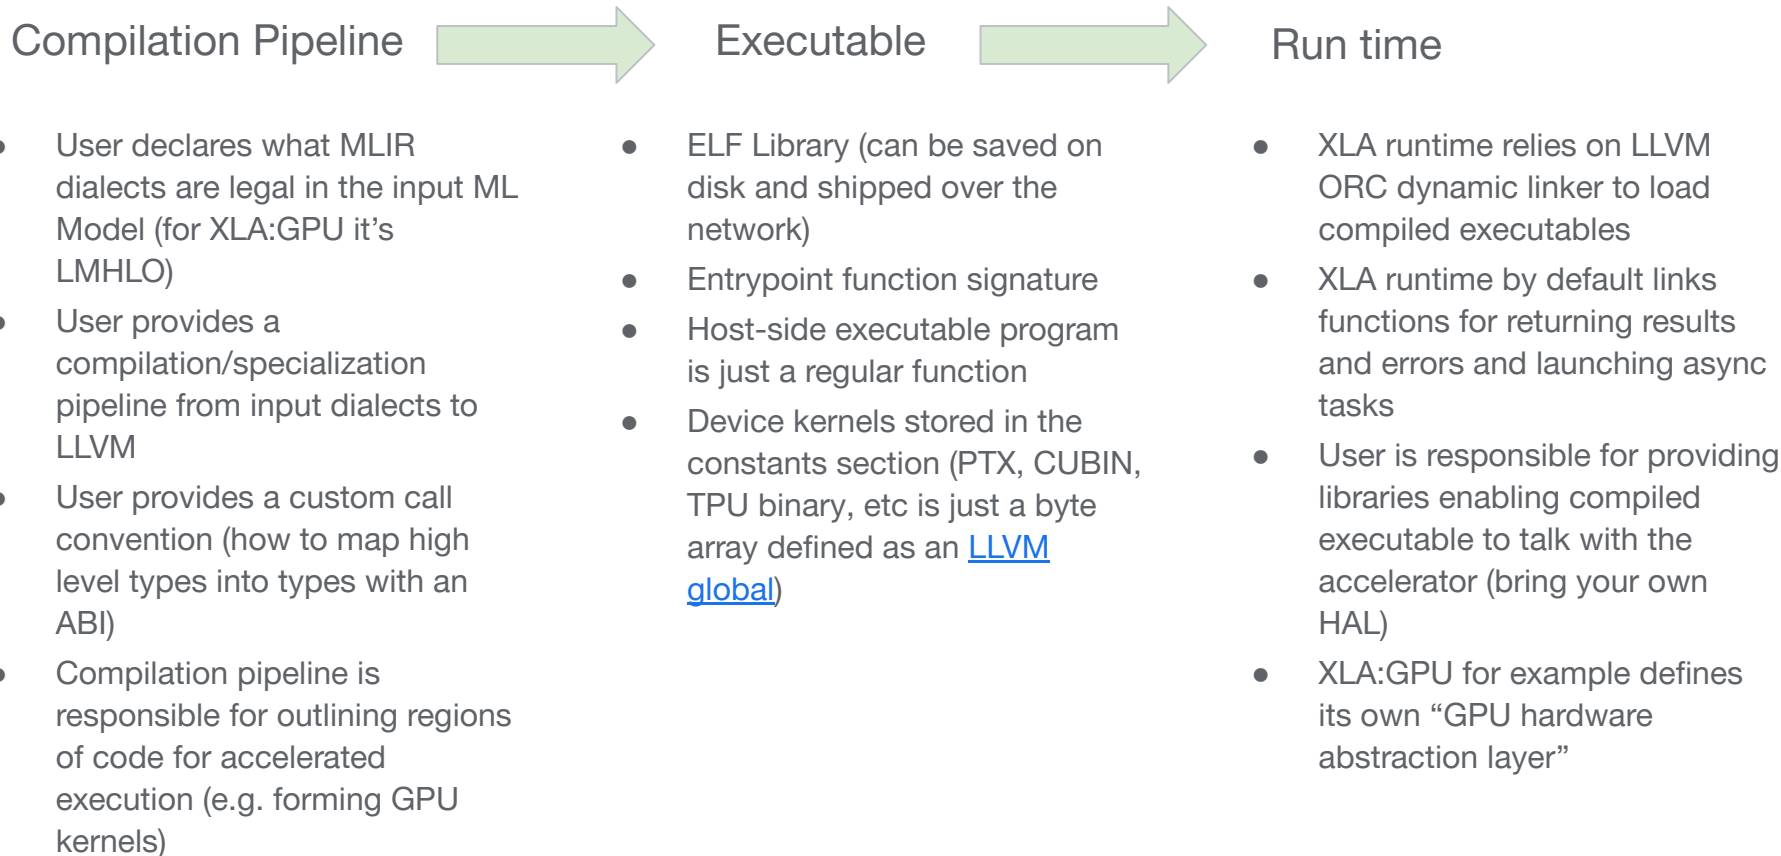 Compilation Pipeline
Executable
Run time
● User declares what MLIR
dialects are legal in the input ML
Model (for XLA:GPU it’s
LMHLO)
● User provides a
compilation/specialization
pipeline from input dialects to
LLVM
● User provides a custom call
convention (how to map high
level types into types with an
ABI)
● Compilation pipeline is
responsible for outlining regions
of code for accelerated
execution (e.g. forming GPU
kernels)
● ELF Library (can be saved on
disk and shipped over the
network)
● Entrypoint function signature
● Host-side executable program
is just a regular function
● Device kernels stored in the
constants section (PTX, CUBIN,
TPU binary, etc is just a byte
array defined as an LLVM
global)
● XLA runtime relies on LLVM
ORC dynamic linker to load
compiled executables
● XLA runtime by default links
functions for returning results
and errors and launching async
tasks
● User is responsible for providing
libraries enabling compiled
executable to talk with the
accelerator (bring your own
HAL)
● XLA:GPU for example defines
its own “GPU hardware
abstraction layer”